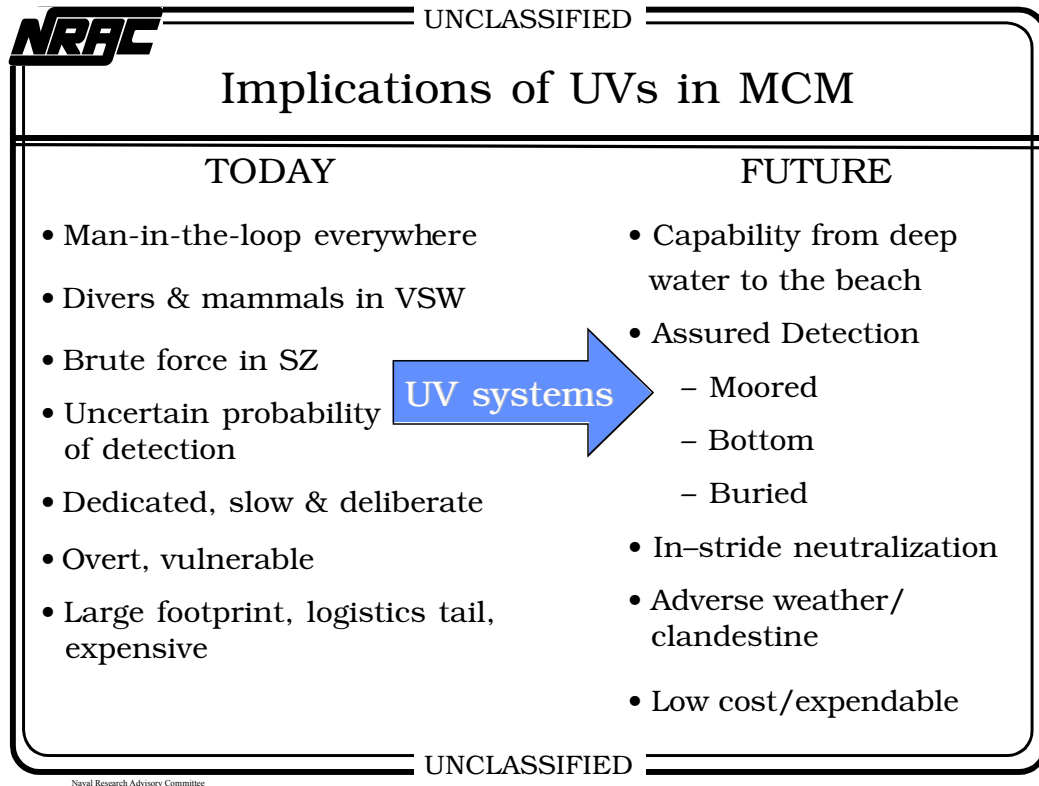 UNCLASSIFIED
NRAC
Implications of UVs in MCM
TODAY
• Man-in-the-loop everywhere
• Divers & mammals in VSW
• Brute force in SZ
• Uncertain probability
of detection
• Dedicated, slow & deliberate
• Overt, vulnerable
• Large footprint, logistics tail,
expensive
UV systems
FUTURE
• Capability from deep
water to the beach
• Assured Detection
– Moored
– Bottom
– Buried
• In–stride neutralization
• Adverse weather/
clandestine
• Low cost/expendable
UNCLASSIFIED
Naval Research Advisory Committee